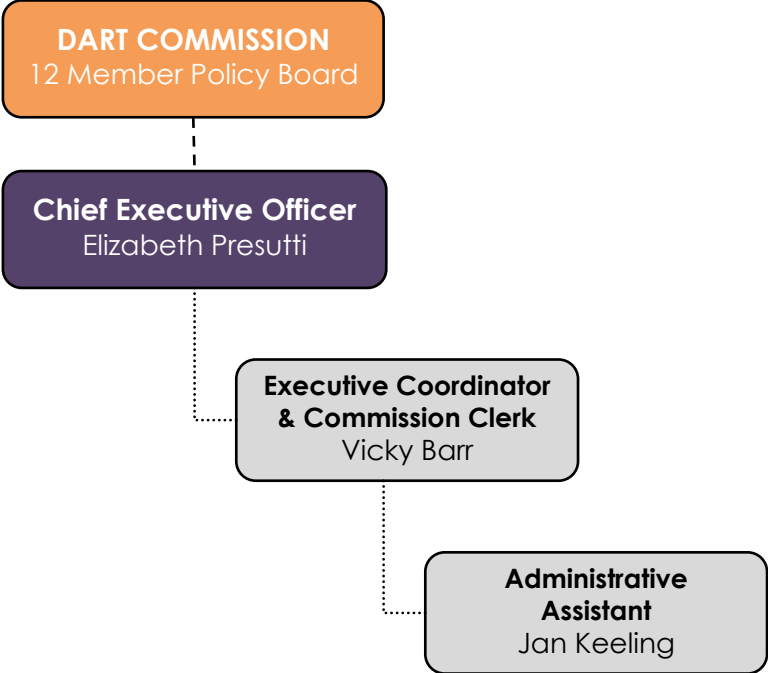 DART COMMISSION
12 Member Policy Board
Chief Executive Officer
Elizabeth Presutti
Executive Coordinator
& Commission Clerk
Vicky Barr
Administrative
Assistant
Jan Keeling